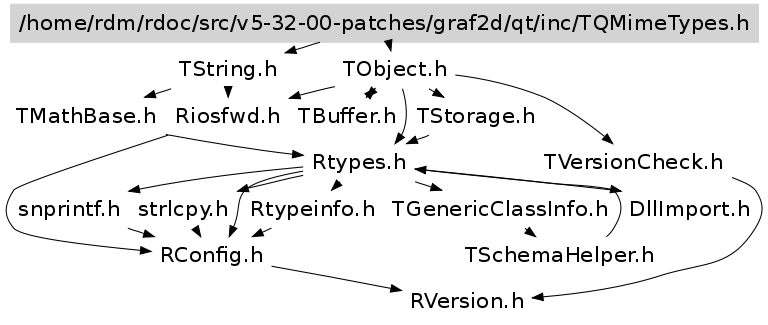 /home/rdm/rdoc/src/v5-32-00-patches/graf2d/qt/inc/TQMimeTypes.h
TString.h TObject.h
TMathBase.h Riosfwd.h TBuffer.h TStorage.h
Rtypes.h TVersionCheck.h
snprintf.h strlcpy.h Rtypeinfo.h TGenericClassInfo.h DllImport.h
RConfig.h TSchemaHelper.h
RVersion.h